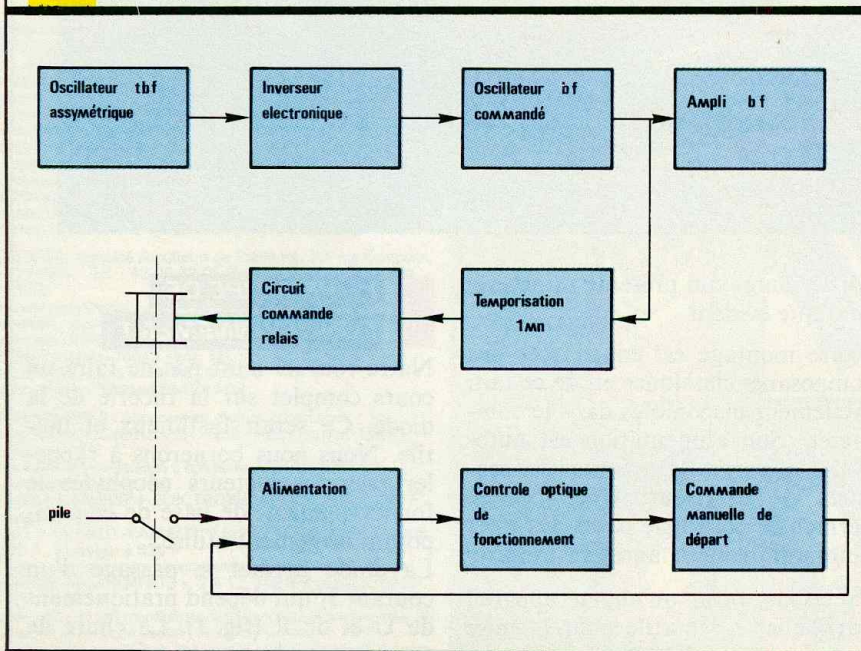 Oscillateur tbf
assymétrique
Inverseur
electronique
Oscillateur bf
commandé
Ampli bf
Circuit
commande
relais
Temporisation
1mn
pile
Alimentation
Controle optique
de
fonctionnement
Commande
manuelle de
départ